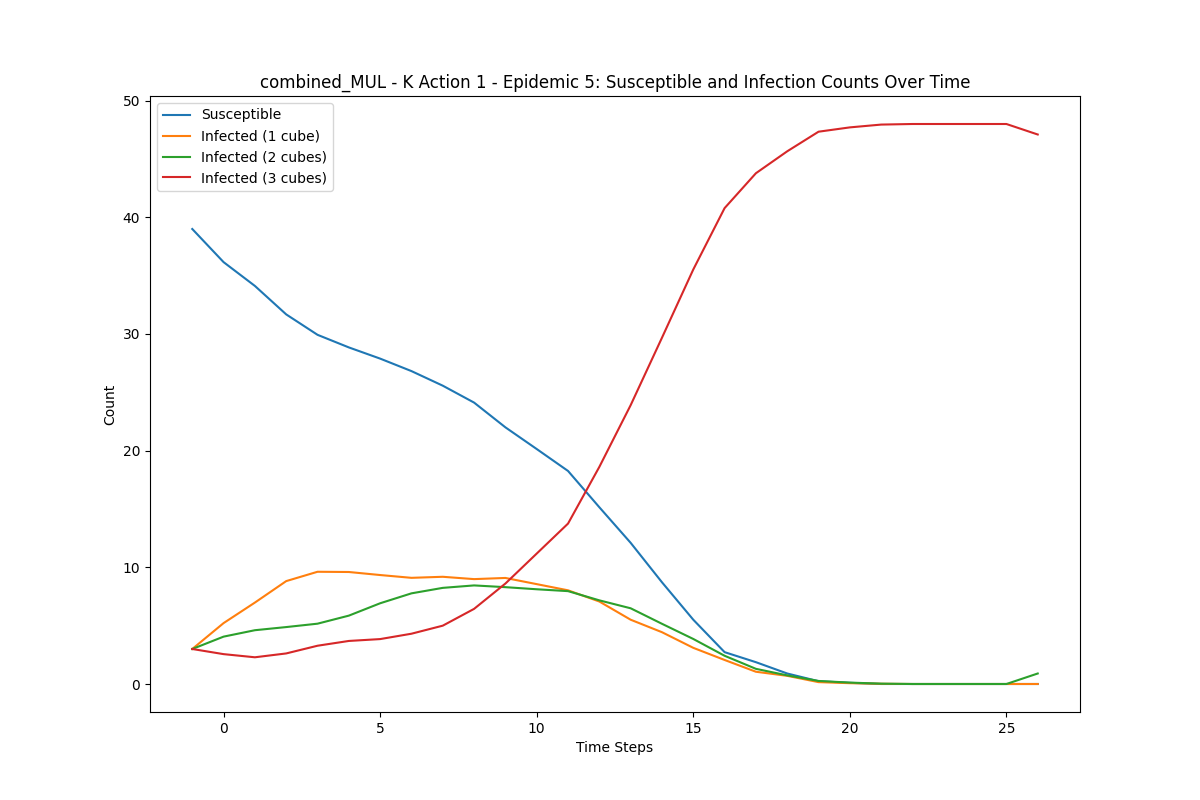 combined_MUL - K Action 1 - Epidemic 5: Susceptible and Infection Counts Over Time
50
40
30
20
10
0
Count
Susceptible
Infected (1 cube)
Infected (2 cubes)
Infected (3 cubes)
0 5 10 15 20 25
Time Steps